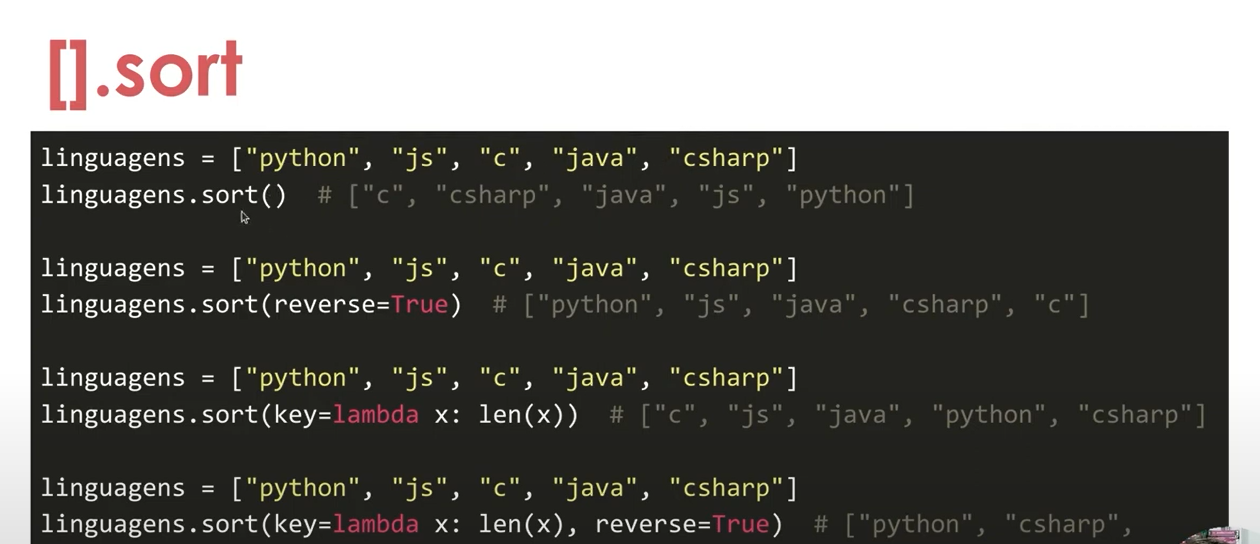 [].sort
linguagens = ["python", "js", "c", "java", "csharp"]
linguagens.sort()  # ["c", "csharp", "java", "js", "python"]
linguagens = ["python", "js", "c", "java", "csharp"]
linguagens.sort(reverse=True)  # ["python", "js", "java", "csharp", "c"]
linguagens = ["python", "js", "c", "java", "csharp"]
linguagens.sort(key=lambda x: len(x))  # ["c", "js", "java", "python", "csharp"]
linguagens = ["python", "js", "c", "java", "csharp"]
linguagens.sort(key=lambda x: len(x), reverse=True)  # ["python", "csharp",